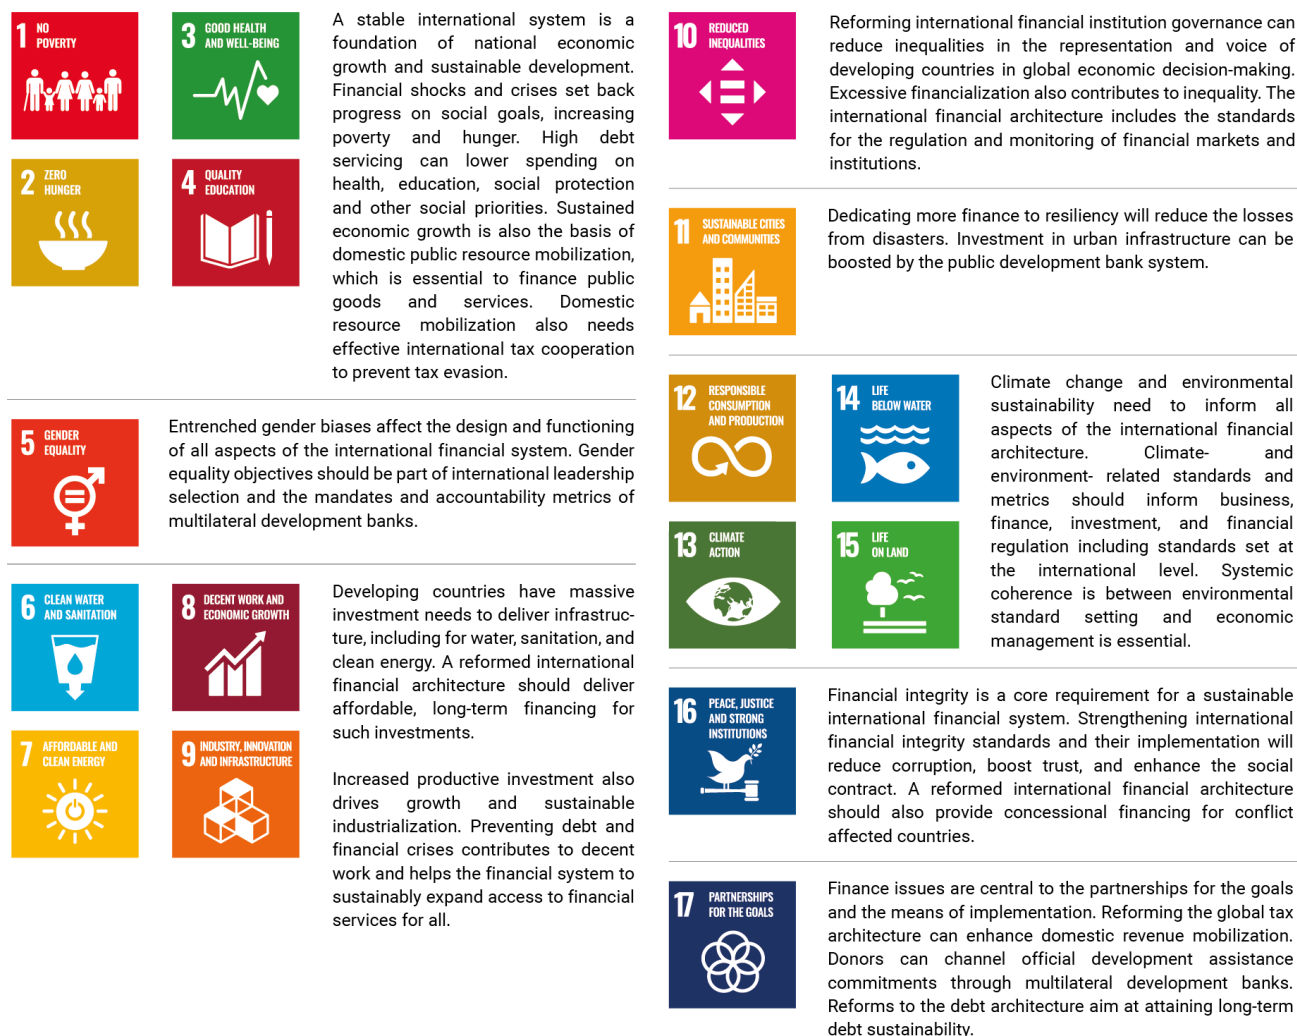 1 NO
POVERTY
3 GOOD HEALTH
AND WELL-BEING
2 ZERO
HUNGER
4 QUALITY
EDUCATION
A stable international system is a
foundation of national economic
growth and sustainable development.
Financial shocks and crises set back
progress on social goals, increasing
poverty and hunger. High debt
servicing can lower spending on
health, education, social protection
and other social priorities. Sustained
economic growth is also the basis of
domestic public resource mobilization,
which is essential to finance public
goods and services. Domestic
resource mobilization also needs
effective international tax cooperation
to prevent tax evasion.
5 GENDER
EQUALITY
Entrenched gender biases affect the design and functioning
of all aspects of the international financial system. Gender
equality objectives should be part of international leadership
selection and the mandates and accountability metrics of
multilateral development banks.
6 CLEAN WATER
AND SANITATION
8 DECENT WORK AND
ECONOMIC GROWTH
7 AFFORDABLE AND
CLEAN ENERGY
9 INDUSTRY, INNOVATION
AND INFRASTRUCTURE
Developing countries have massive
investment needs to deliver infrastruc-
ture, including for water, sanitation, and
clean energy. A reformed international
financial architecture should deliver
affordable, long-term financing for
such investments.
Increased productive investment also
drives growth and sustainable
industrialization. Preventing debt and
financial crises contributes to decent
work and helps the financial system to
sustainably expand access to financial
services for all.
10 REDUCED
INEQUALITIES
Reforming international financial institution governance can
reduce inequalities in the representation and voice of
developing countries in global economic decision-making.
Excessive financialization also contributes to inequality. The
international financial architecture includes the standards
for the regulation and monitoring of financial markets and
institutions.
11 SUSTAINABLE CITIES
AND COMMUNITIES
Dedicating more finance to resiliency will reduce the losses
from disasters. Investment in urban infrastructure can be
boosted by the public development bank system.
12 RESPONSIBLE
CONSUMPTION
AND PRODUCTION
14 LIFE
BELOW WATER
13 CLIMATE
ACTION
15 LIFE
ON LAND
Climate change and environmental
sustainability need to inform all
aspects of the international financial
architecture. Climate- and
environment- related standards and
metrics should inform business,
finance, investment, and financial
regulation including standards set at
the international level. Systemic
coherence is between environmental
standard setting and economic
management is essential.
16 PEACE, JUSTICE
AND STRONG
INSTITUTIONS
Financial integrity is a core requirement for a sustainable
international financial system. Strengthening international
financial integrity standards and their implementation will
reduce corruption, boost trust, and enhance the social
contract. A reformed international financial architecture
should also provide concessional financing for conflict
affected countries.
17 PARTNERSHIPS
FOR THE GOALS
Finance issues are central to the partnerships for the goals
and the means of implementation. Reforming the global tax
architecture can enhance domestic revenue mobilization.
Donors can channel official development assistance
commitments through multilateral development banks.
Reforms to the debt architecture aim at attaining long-term
debt sustainability.